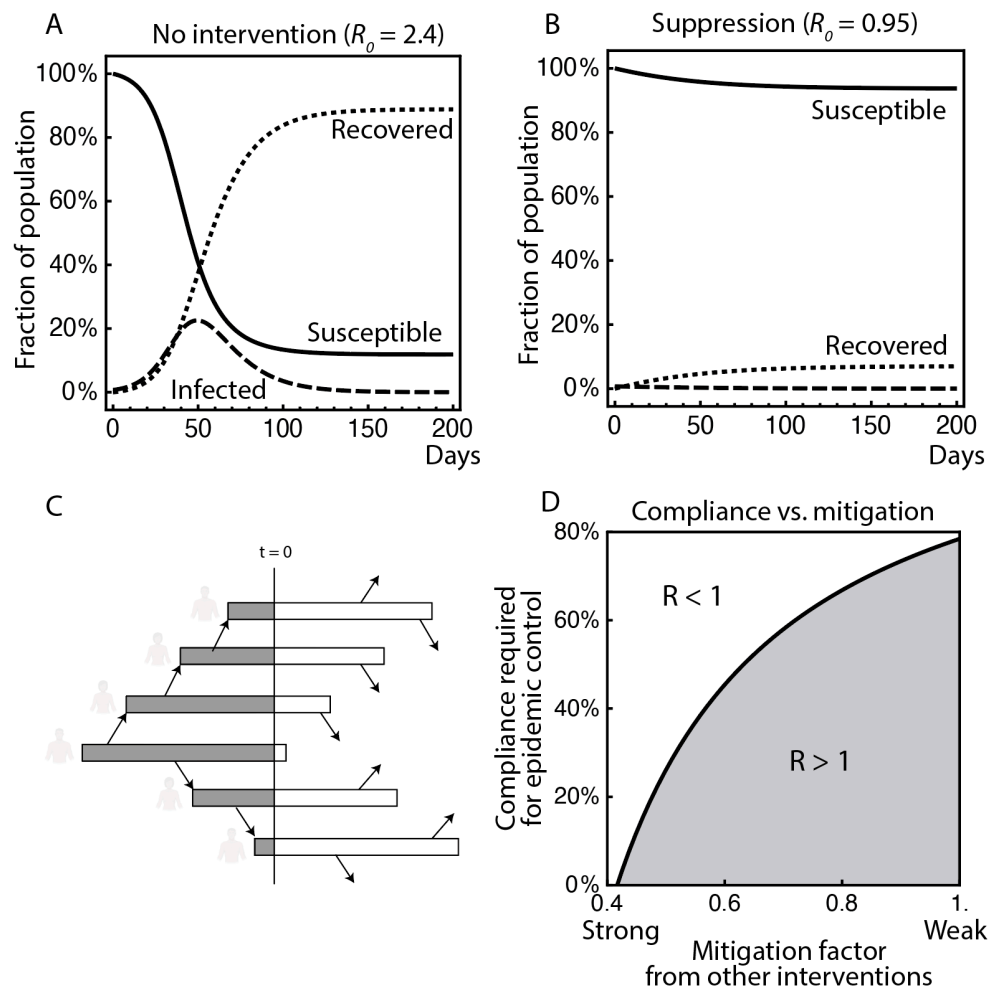 A
No intervention (R₀ = 2.4)
100%
80%
60%
40%
20%
0%
Fraction of population
Recovered
Susceptible
Infected
0 50 100 150 200
Days
B
Suppression (R₀ = 0.95)
100%
80%
60%
40%
20%
0%
Fraction of population
Susceptible
Recovered
0 50 100 150 200
Days
C
t = 0
D
Compliance vs. mitigation
80%
60%
40%
20%
0%
Compliance required
for epidemic control
R < 1
R > 1
0.4 0.6 0.8 1.
Strong Weak
Mitigation factor
from other interventions